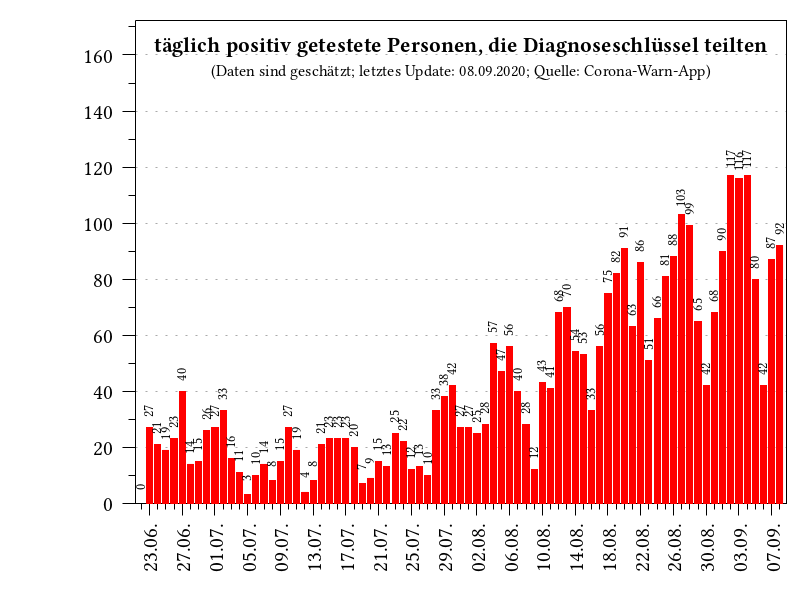 täglich positiv getestete Personen, die Diagnoseschlüssel teilten
(Daten sind geschätzt; letztes Update: 08.09.2020; Quelle: Corona-Warn-App)
160
140
120
100
80
60
40
20
0
0 27 21 19 23 40 14 15 26 27 33 16 11 3 10 14 8 15 27 19 4 8 21 23 23 23 20 7 9 15 13 25 22 12 13 10 33 38 42 27 27 25 28 57 47 56 40 28 12 43 41 68 70 54 53 33 56 75 82 91 63 86 51 66 81 88 103 99 65 42 68 90 117 116 117 80 42 87 92
23.06. 27.06. 01.07. 05.07. 09.07. 13.07. 17.07. 21.07. 25.07. 29.07. 02.08. 06.08. 10.08. 14.08. 18.08. 22.08. 26.08. 30.08. 03.09. 07.09.